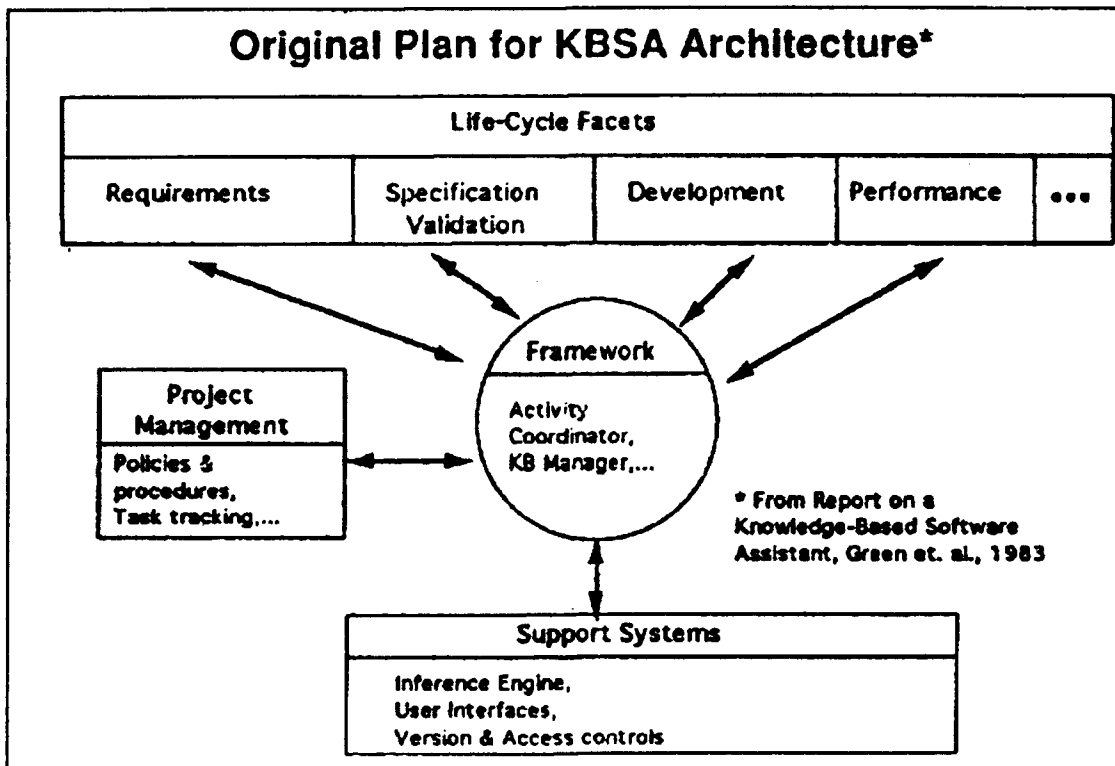 Original Plan for KBSA Architecture*
Life-Cycle Facets
Requirements
Specification
Validation
Development
Performance
•••
Framework
Activity
Coordinator,
KB Manager,...
Project
Management
Policies &
procedures,
Task tracking,...
* From Report on a
Knowledge-Based Software
Assistant, Green et. al., 1983
Support Systems
Inference Engine,
User Interfaces,
Version & Access controls